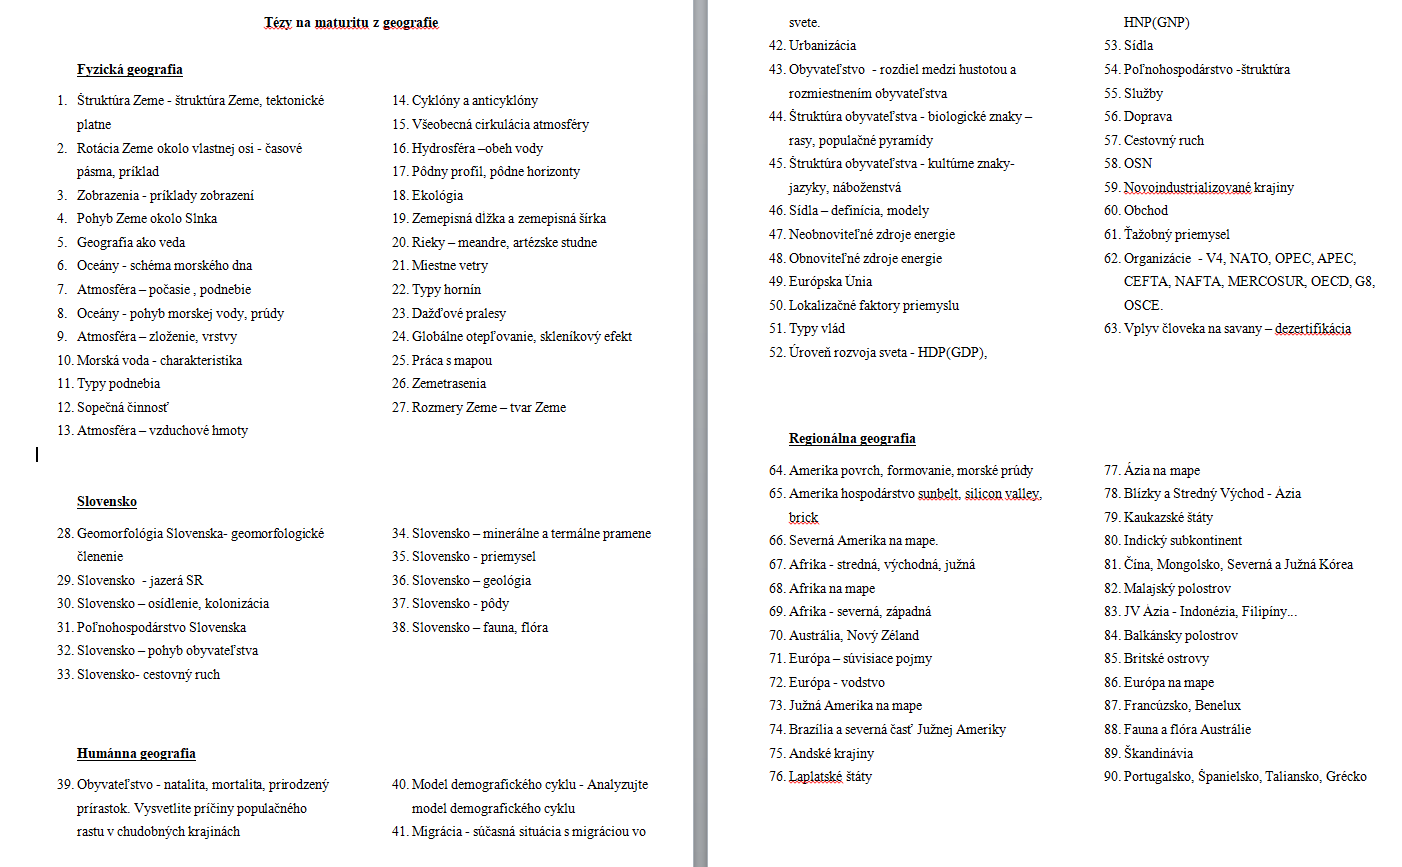 Tézy na maturitu z geografie
Fyzická geografia
1. Štruktúra Zeme - štruktúra Zeme, tektonické
platne
2. Rotácia Zeme okolo vlastnej osi - časové
pásma, príklad
3. Zobrazenia - príklady zobrazení
4. Pohyb Zeme okolo Slnka
5. Geografia ako veda
6. Oceány - schéma morského dna
7. Atmosféra – počasie , podnebie
8. Oceány - pohyb morskej vody, prúdy
9. Atmosféra – zloženie, vrstvy
10. Morská voda - charakteristika
11. Typy podnebia
12. Sopečná činnosť
13. Atmosféra – vzduchové hmoty
14. Cyklóny a anticyklóny
15. Všeobecná cirkulácia atmosféry
16. Hydrosféra –obeh vody
17. Pôdny profil, pôdne horizonty
18. Ekológia
19. Zemepisná dĺžka a zemepisná šírka
20. Rieky – meandre, artézske studne
21. Miestne vetry
22. Typy hornín
23. Dažďové pralesy
24. Globálne otepľovanie, skleníkový efekt
25. Práca s mapou
26. Zemetrasenia
27. Rozmery Zeme – tvar Zeme
Slovensko
28. Geomorfológia Slovenska- geomorfologické
členenie
29. Slovensko  - jazerá SR
30. Slovensko – osídlenie, kolonizácia
31. Poľnohospodárstvo Slovenska
32. Slovensko – pohyb obyvateľstva
33. Slovensko- cestovný ruch
34. Slovensko – minerálne a termálne pramene
35. Slovensko - priemysel
36. Slovensko – geológia
37. Slovensko - pôdy
38. Slovensko – fauna, flóra
Humánna geografia
39. Obyvateľstvo - natalita, mortalita, prirodzený
prírastok. Vysvetlite príčiny populačného
rastu v chudobných krajinách
40. Model demografického cyklu - Analyzujte
model demografického cyklu
41. Migrácia - súčasná situácia s migráciou vo
svete.
42. Urbanizácia
43. Obyvateľstvo  - rozdiel medzi hustotou a
rozmiestnením obyvateľstva
44. Štruktúra obyvateľstva - biologické znaky –
rasy, populačné pyramídy
45. Štruktúra obyvateľstva - kultúrne znaky-
jazyky, náboženstvá
46. Sídla – definícia, modely
47. Neobnoviteľné zdroje energie
48. Obnoviteľné zdroje energie
49. Európska Únia
50. Lokalizačné faktory priemyslu
51. Typy vlád
52. Úroveň rozvoja sveta - HDP(GDP),
HNP(GNP)
53. Sídla
54. Poľnohospodárstvo -štruktúra
55. Služby
56. Doprava
57. Cestovný ruch
58. OSN
59. Novoindustrializované krajiny
60. Obchod
61. Ťažobný priemysel
62. Organizácie  - V4, NATO, OPEC, APEC,
CEFTA, NAFTA, MERCOSUR, OECD, G8,
OSCE.
63. Vplyv človeka na savany – dezertifikácia
Regionálna geografia
64. Amerika povrch, formovanie, morské prúdy
65. Amerika hospodárstvo sunbelt, silicon valley,
brick
66. Severná Amerika na mape.
67. Afrika - stredná, východná, južná
68. Afrika na mape
69. Afrika - severná, západná
70. Austrália, Nový Zéland
71. Európa – súvisiace pojmy
72. Európa - vodstvo
73. Južná Amerika na mape
74. Brazília a severná časť Južnej Ameriky
75. Andské krajiny
76. Laplatské štáty
77. Ázia na mape
78. Blízky a Stredný Východ - Ázia
79. Kaukazské štáty
80. Indický subkontinent
81. Čína, Mongolsko, Severná a Južná Kórea
82. Malajský polostrov
83. JV Ázia - Indonézia, Filipíny...
84. Balkánsky polostrov
85. Britské ostrovy
86. Európa na mape
87. Francúzsko, Benelux
88. Fauna a flóra Austrálie
89. Škandinávia
90. Portugalsko, Španielsko, Taliansko, Grécko